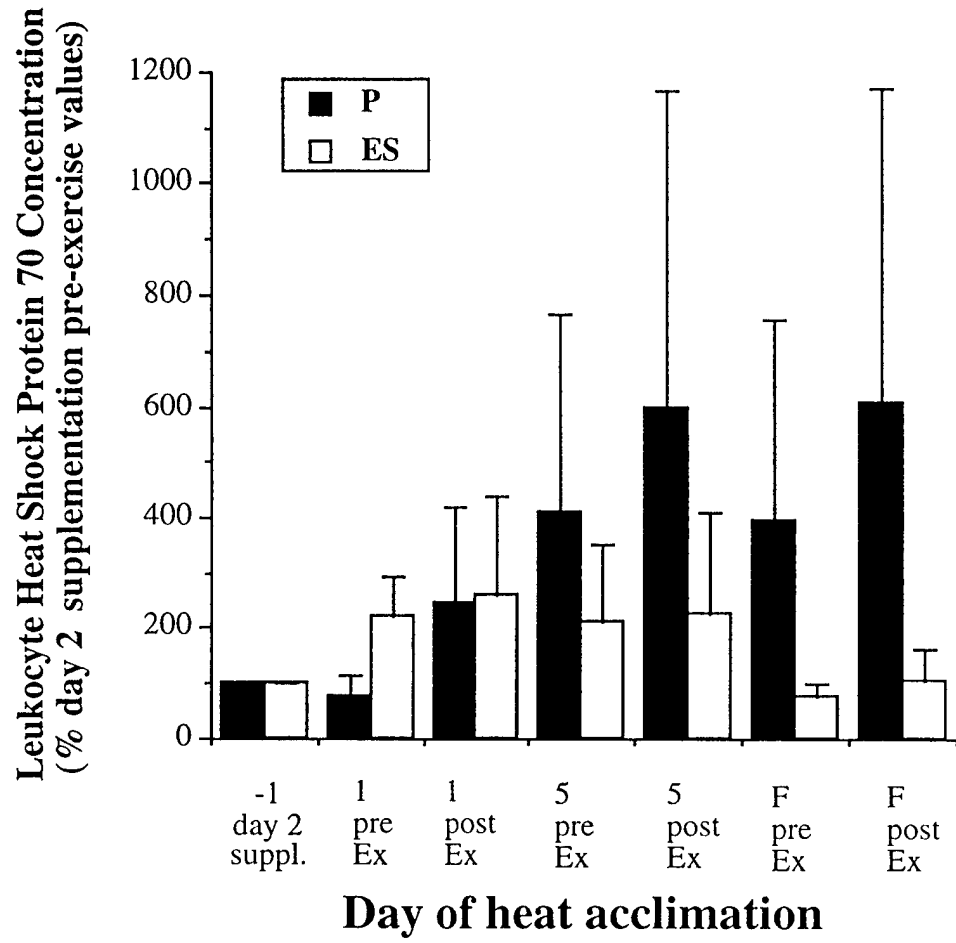 Leukocyte Heat Shock Protein 70 Concentration
(% day 2 supplementation pre-exercise values)
1200
1000
800
600
400
200
0
P
ES
-1
day 2
suppl.
1
pre
Ex
1
post
Ex
5
pre
Ex
5
post
Ex
F
pre
Ex
F
post
Ex
Day of heat acclimation